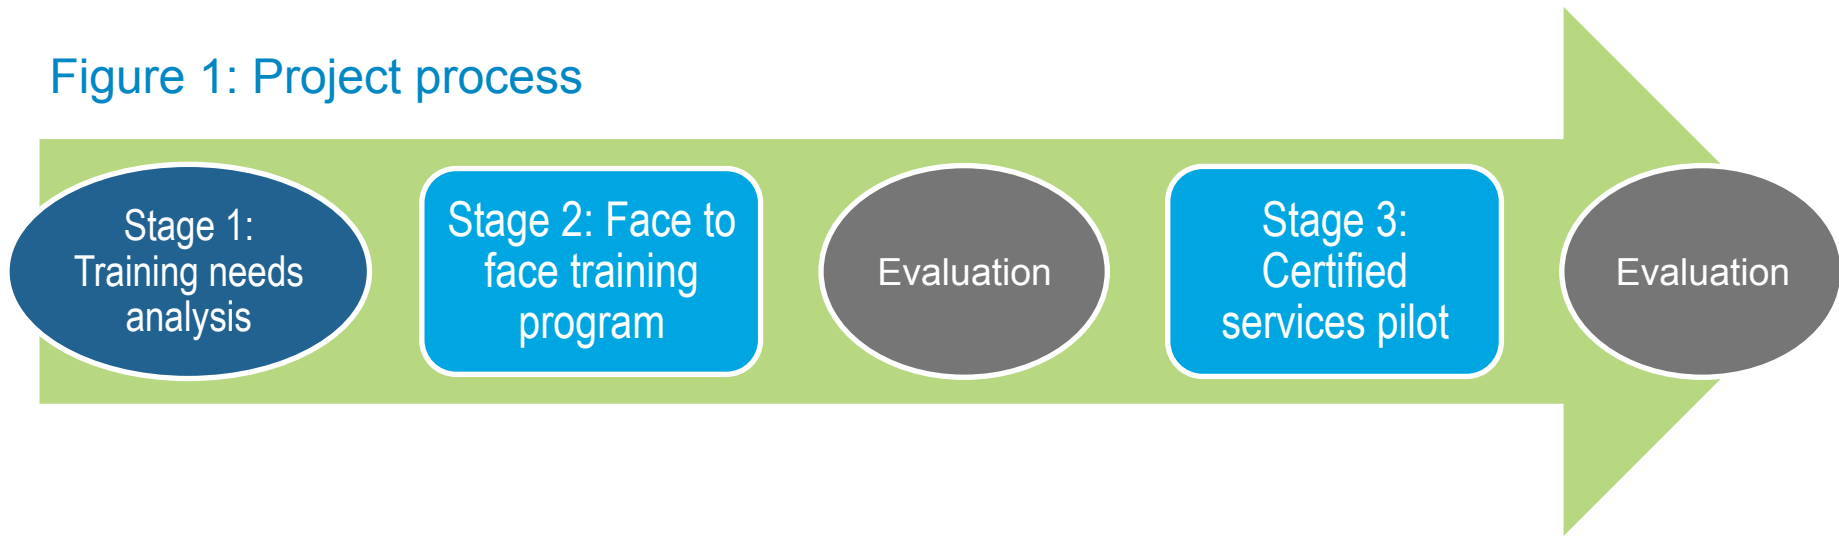 Figure 1: Project process
Stage 1:
Training needs
analysis
Stage 2: Face to
face training
program
Evaluation
Stage 3:
Certified
services pilot
Evaluation